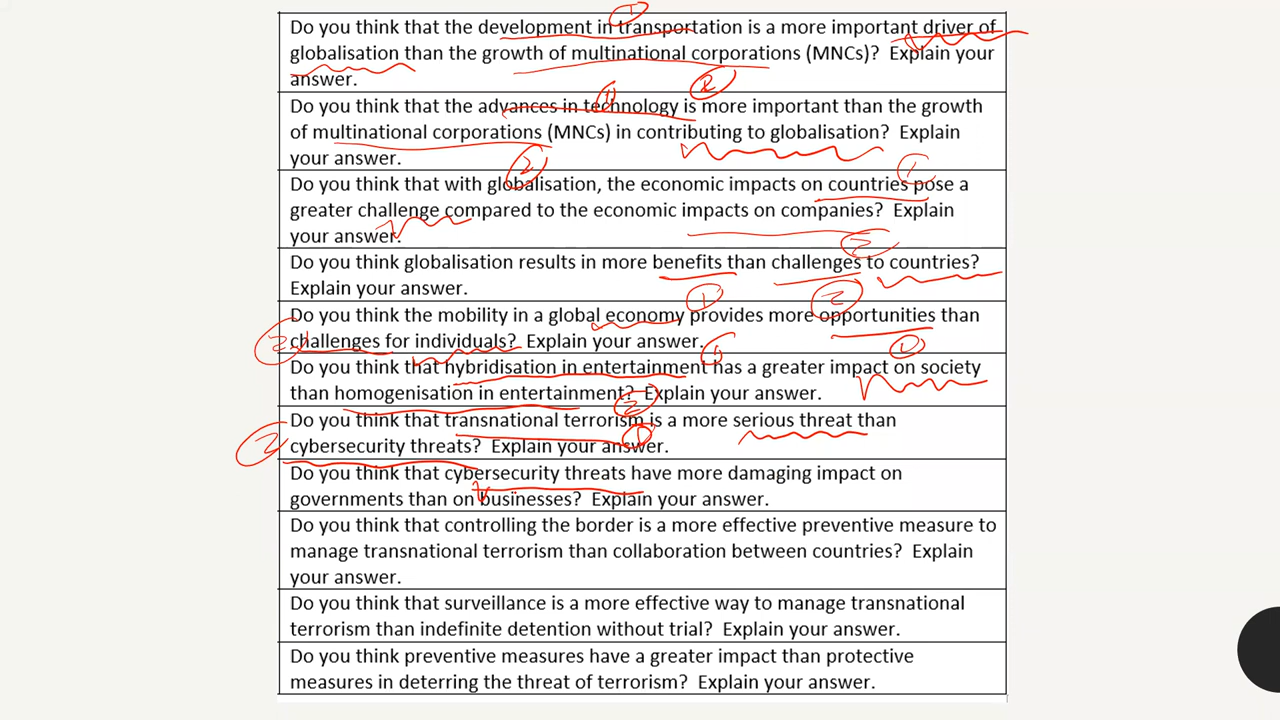 Do you think that the development in transportation is a more important driver of
globalisation than the growth of multinational corporations (MNCs)? Explain your
answer.
Do you think that the advances in technology is more important than the growth
of multinational corporations (MNCs) in contributing to globalisation? Explain
your answer.
Do you think that with globalisation, the economic impacts on countries pose a
greater challenge compared to the economic impacts on companies? Explain
your answer.
Do you think globalisation results in more benefits than challenges to countries?
Explain your answer.
Do you think the mobility in a global economy provides more opportunities than
challenges for individuals? Explain your answer.
Do you think that hybridisation in entertainment has a greater impact on society
than homogenisation in entertainment? Explain your answer.
Do you think that transnational terrorism is a more serious threat than
cybersecurity threats? Explain your answer.
Do you think that cybersecurity threats have more damaging impact on
governments than on businesses? Explain your answer.
Do you think that controlling the border is a more effective preventive measure to
manage transnational terrorism than collaboration between countries? Explain
your answer.
Do you think that surveillance is a more effective way to manage transnational
terrorism than indefinite detention without trial? Explain your answer.
Do you think preventive measures have a greater impact than protective
measures in deterring the threat of terrorism? Explain your answer.